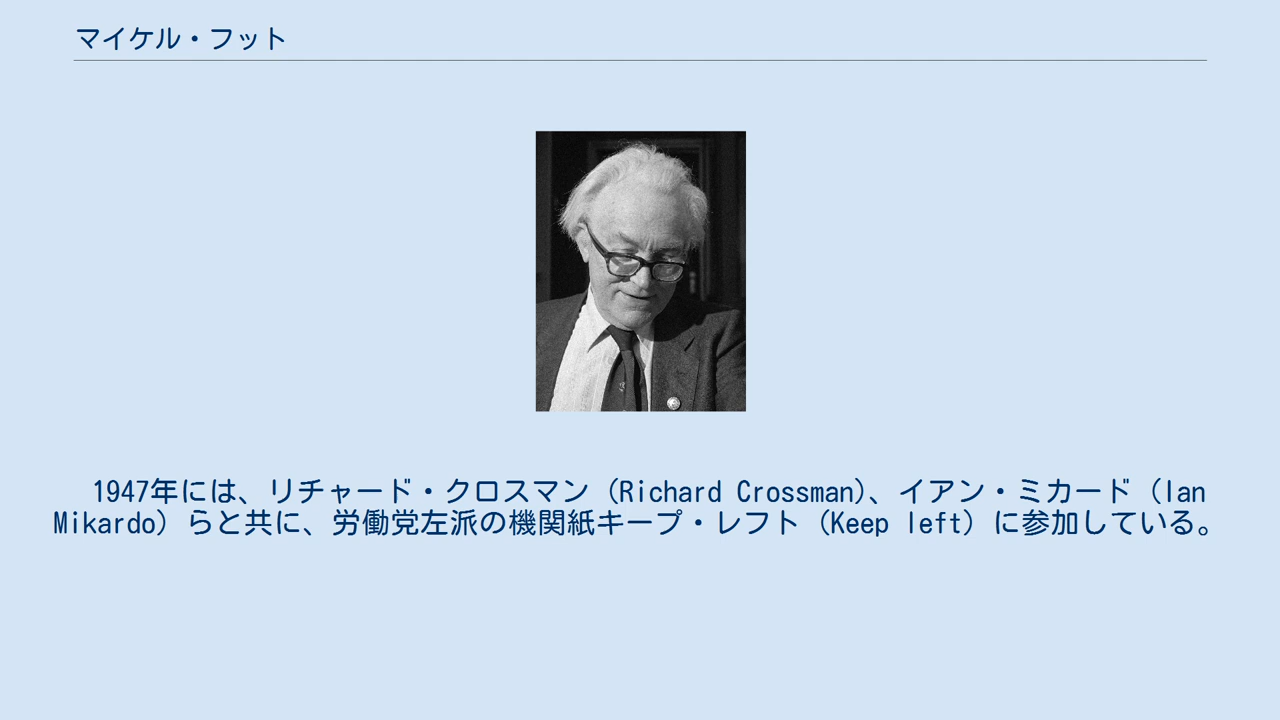 マイケル・フット
1947年には、リチャード・クロスマン（Richard Crossman）、イアン・ミカード（Ian
Mikardo）らと共に、労働党左派の機関紙キープ・レフト（Keep left）に参加している。